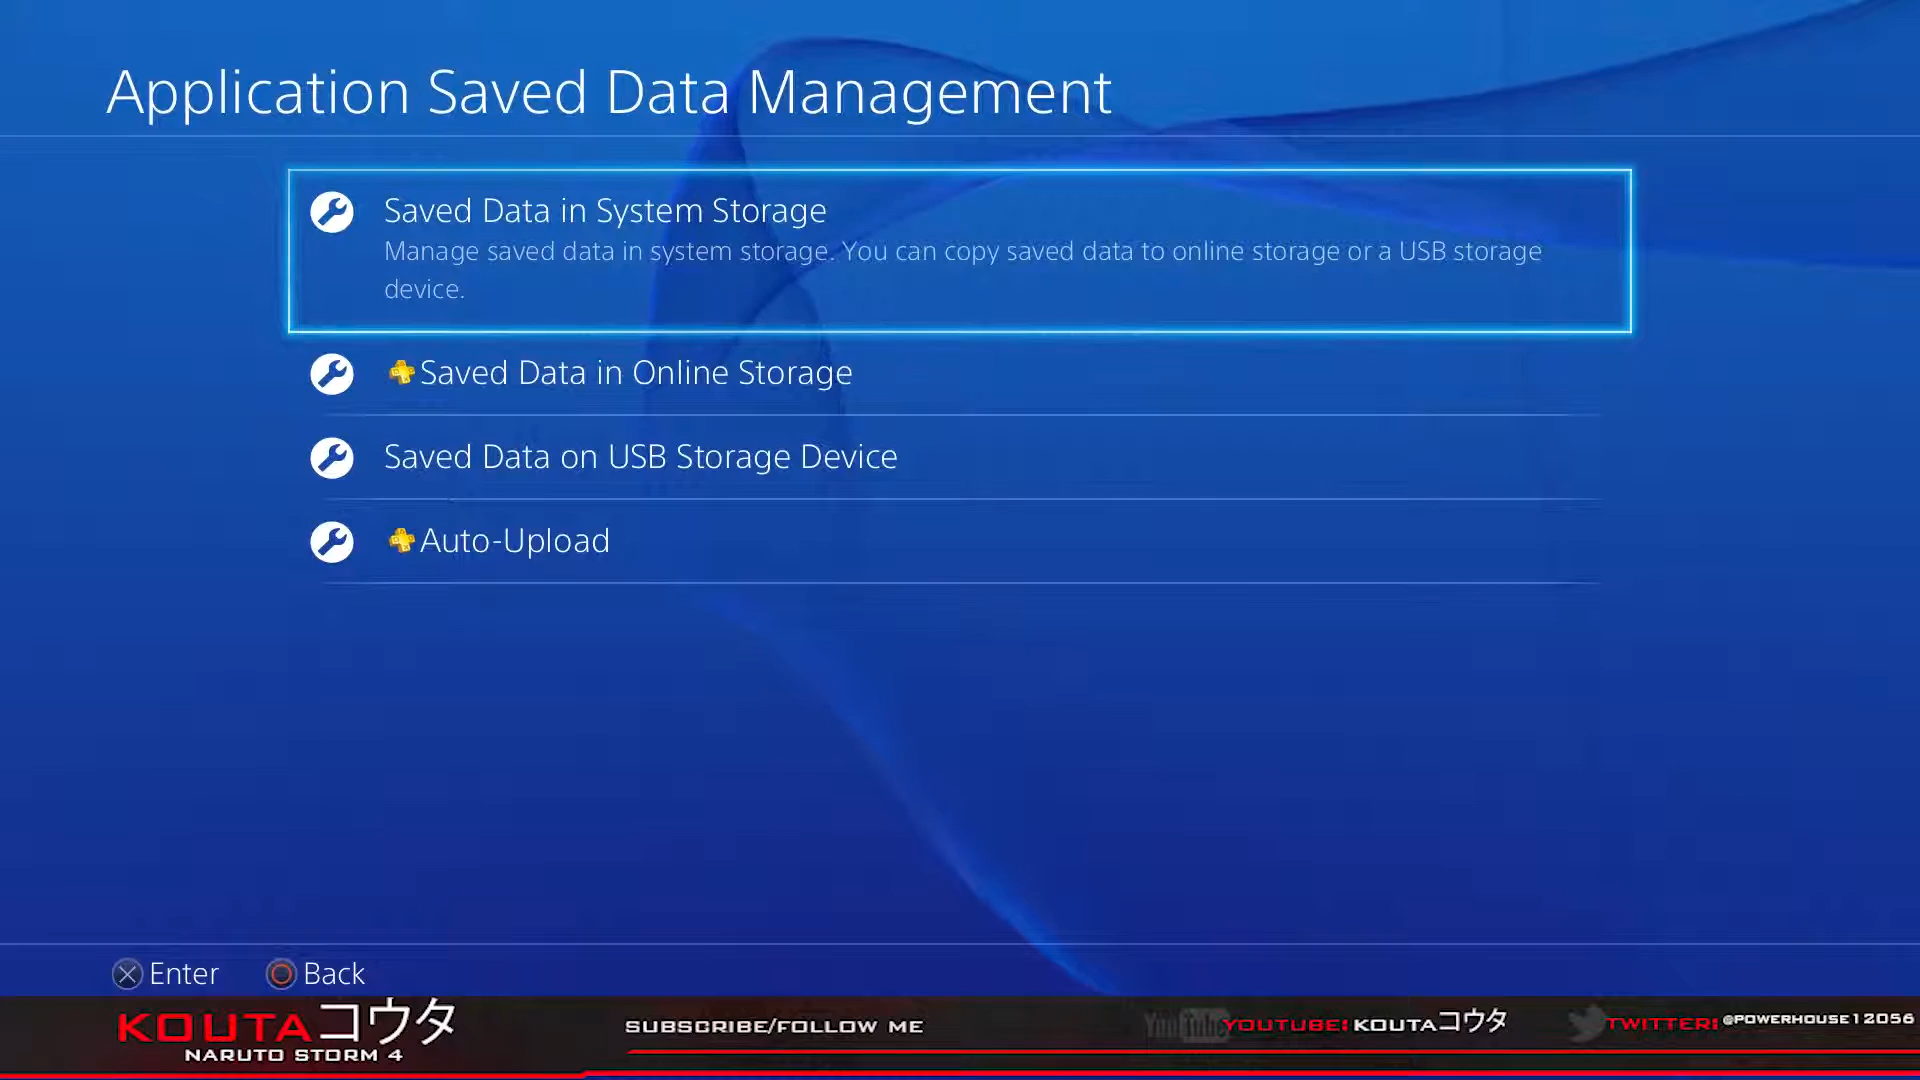 Application Saved Data Management
Saved Data in System Storage
Manage saved data in system storage. You can copy saved data to online storage or a USB storage
device.
Saved Data in Online Storage
Saved Data on USB Storage Device
Auto-Upload
Enter Back
KOUTAコウタ
NARUTO STORM 4
SUBSCRIBE/FOLLOW ME
YouTube YOUTUBE: KOUTAコウタ
TWITTER: @POWERHOUSE12056